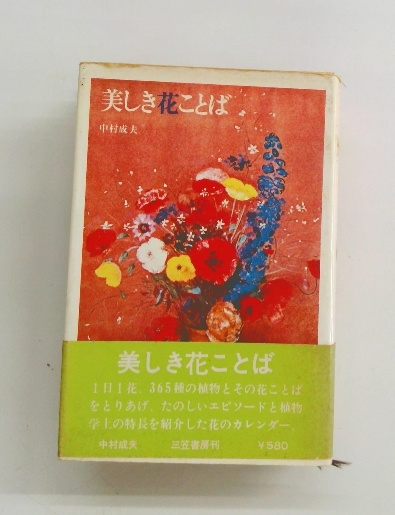 美しき花ことば
中村成夫
美しき花ことば
1日1花、365種の植物とその花ことば
をとりあげ、たのしいエピソードと植物
学上の特長を紹介した花のカレンダー
中村成夫 三笠書房刊 ¥580